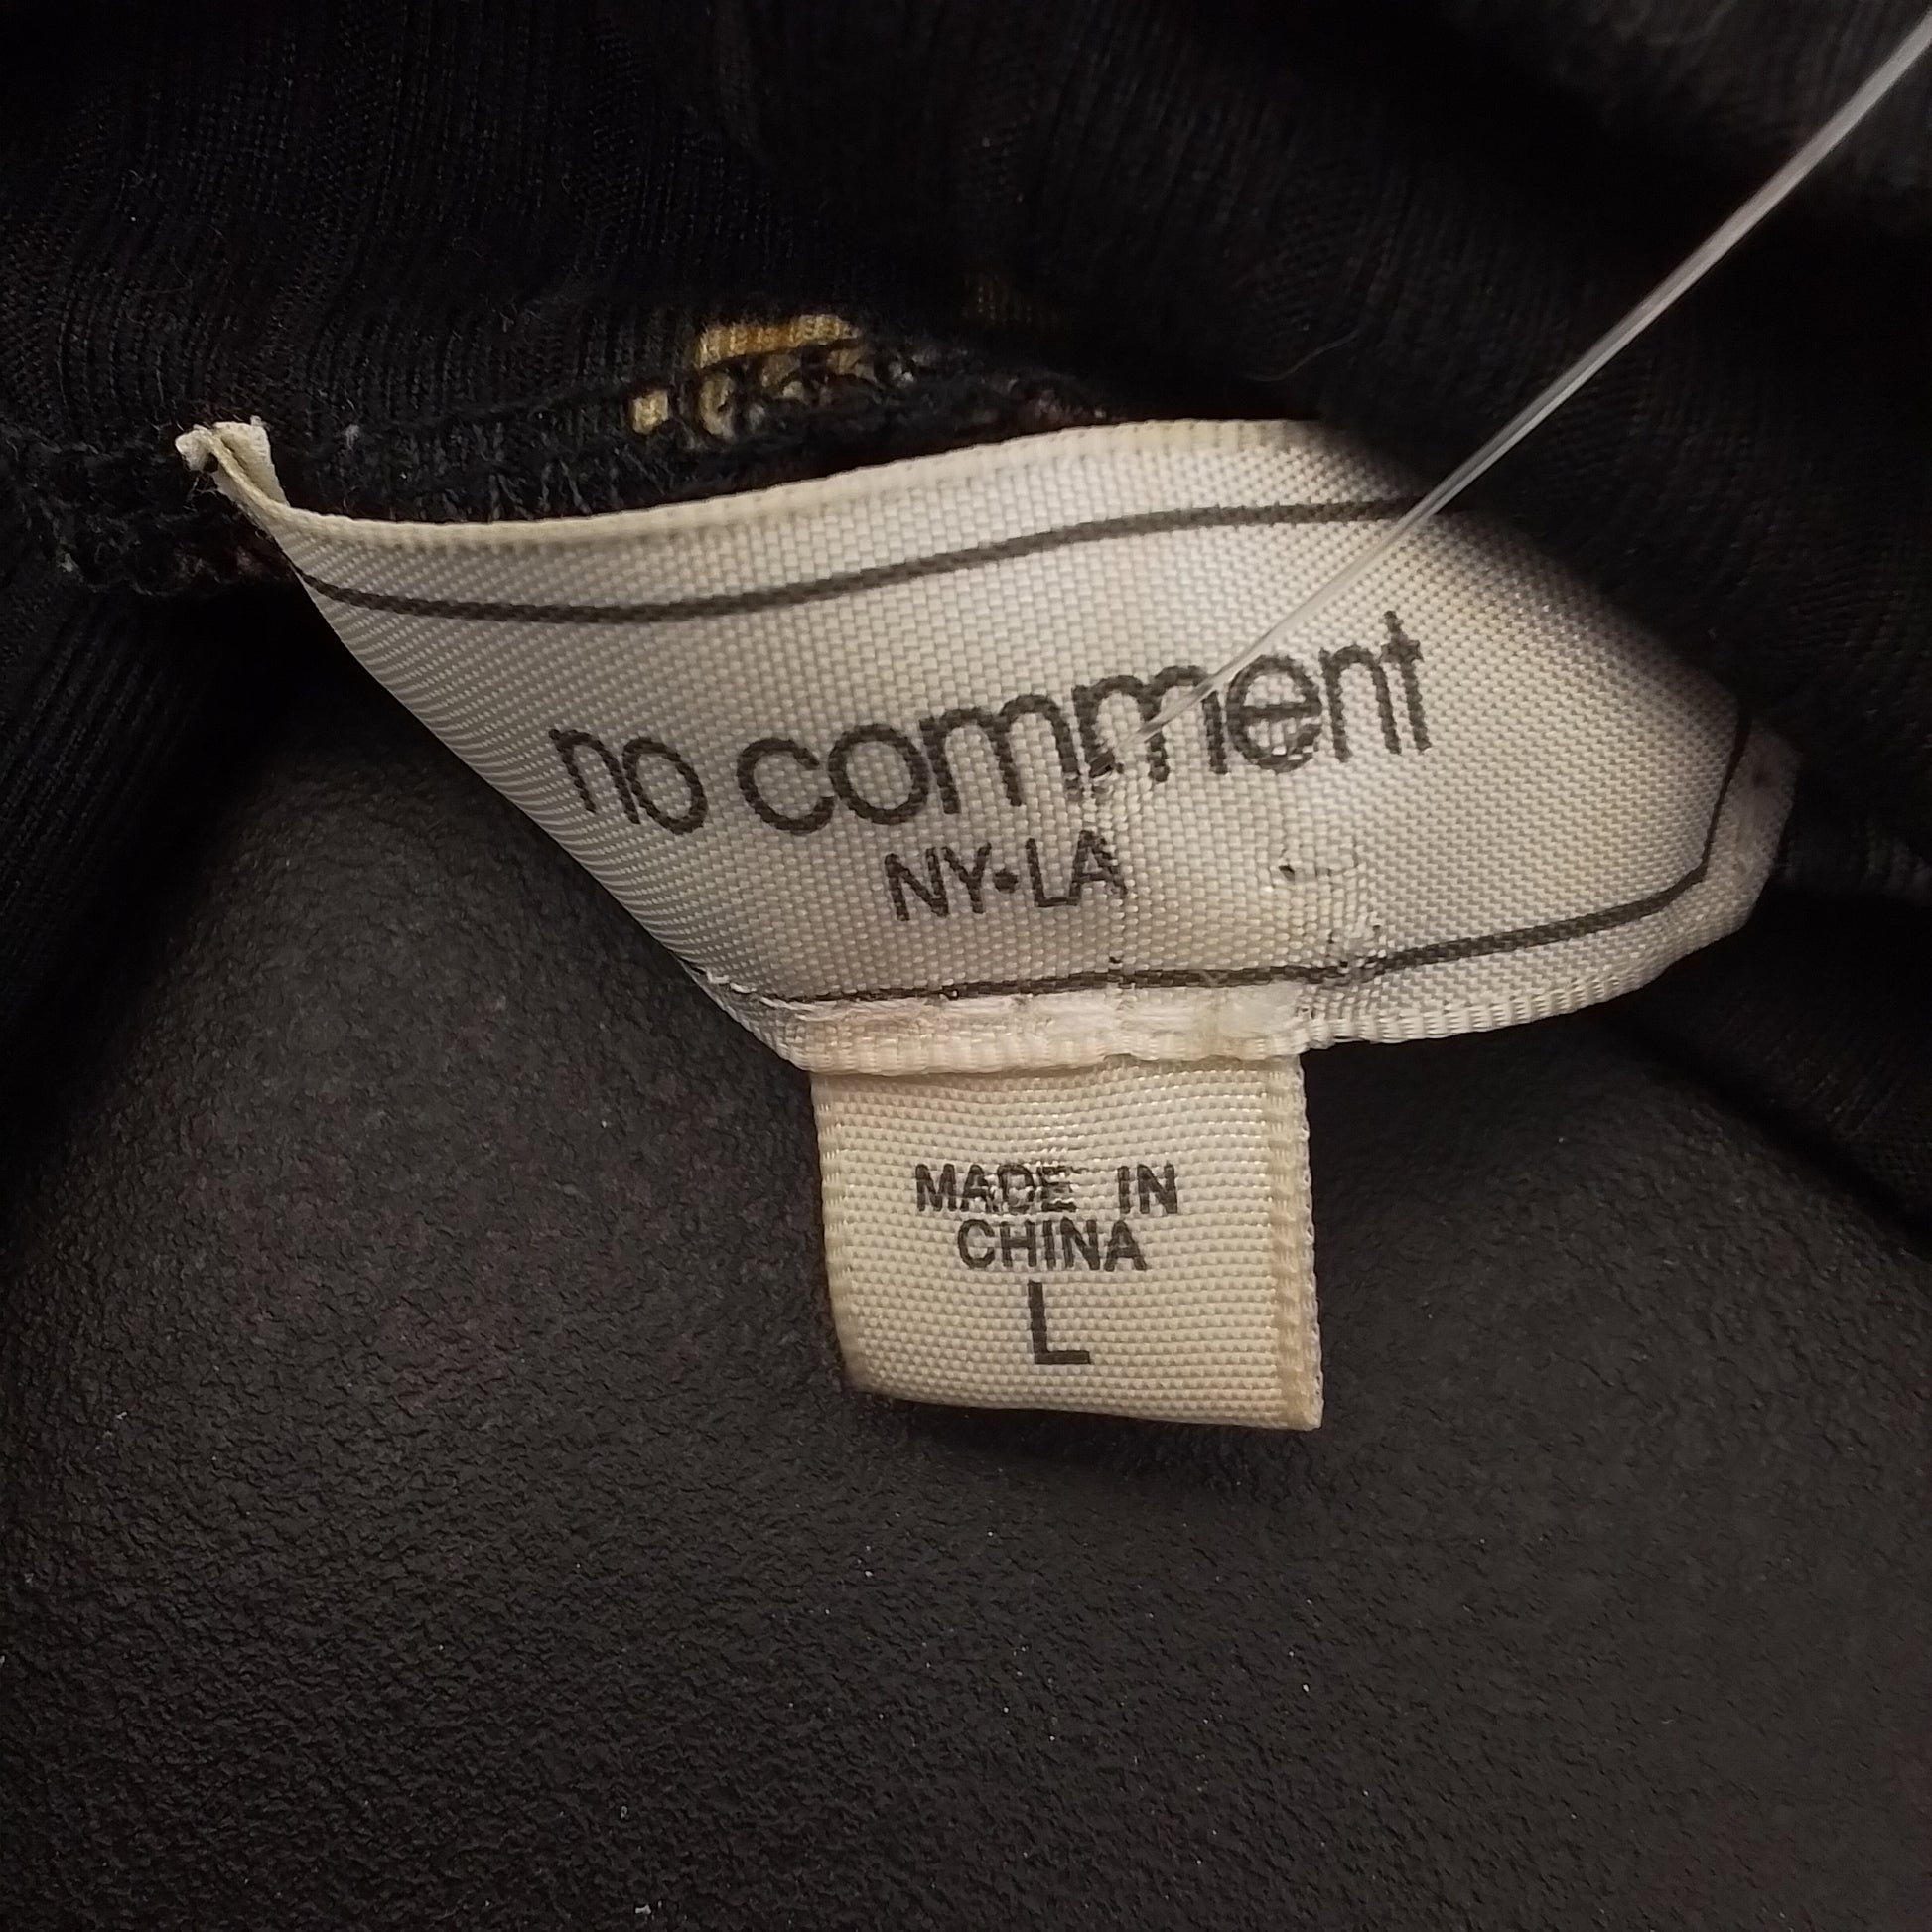 no comment
NY•LA
MADE IN
CHINA
L